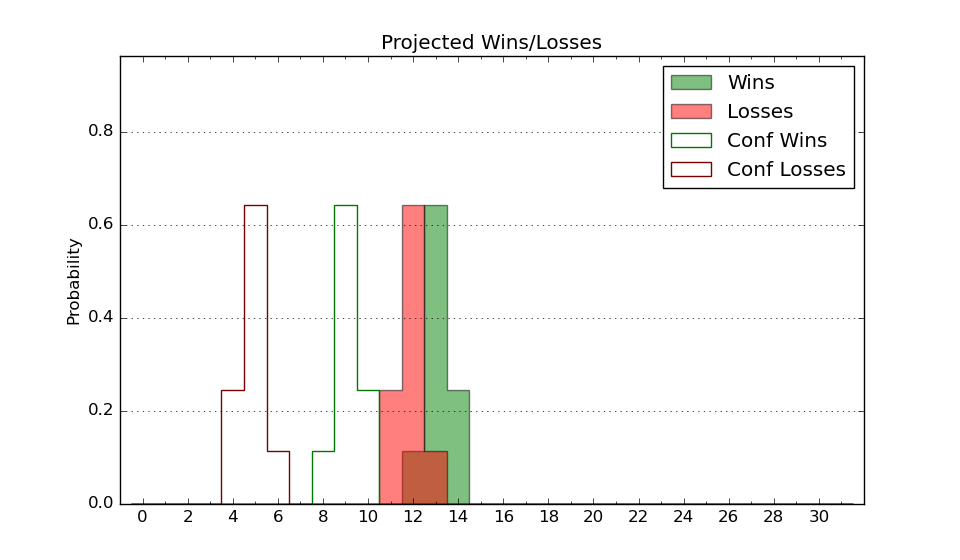 Projected Wins/Losses
Wins
Losses
Conf Wins
Conf Losses
Probability
0.8
0.6
0.4
0.2
0.0
0 2 4 6 8 10 12 14 16 18 20 22 24 26 28 30